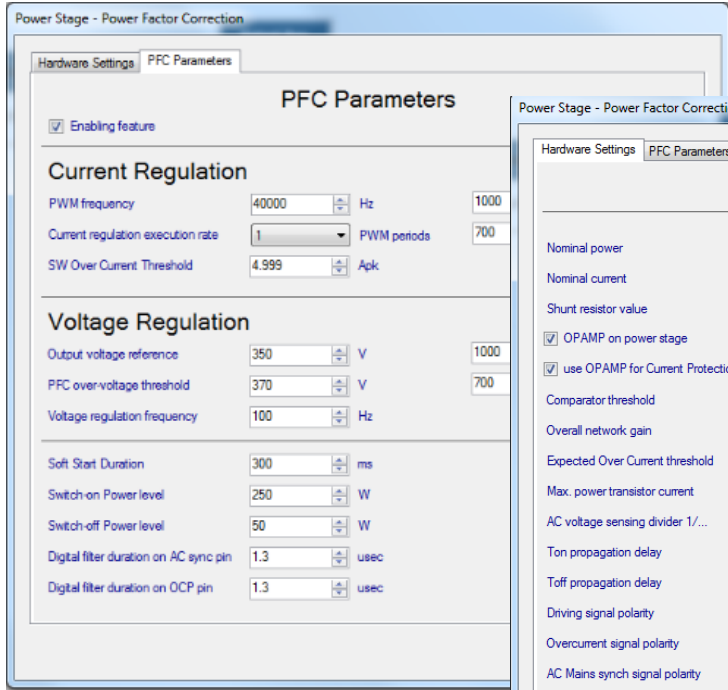 Power Stage - Power Factor Correction
Hardware Settings PFC Parameters
PFC Parameters
Enabling feature
Current Regulation
PWM frequency 40000 Hz 1000
Current regulation execution rate 1 PWM periods 700
SW Over Current Threshold 4.999 Apk
Voltage Regulation
Output voltage reference 350 V 1000
PFC over-voltage threshold 370 V 700
Voltage regulation frequency 100 Hz
Soft Start Duration 300 ms
Switch-on Power level 250 W
Switch-off Power level 50 W
Digital filter duration on AC sync pin 1.3 usec
Digital filter duration on OCP pin 1.3 usec
Power Stage - Power Factor Correcti
Hardware Settings PFC Parameters
Nominal power
Nominal current
Shunt resistor value
OPAMP on power stage
use OPAMP for Current Protectio
Comparator threshold
Overall network gain
Expected Over Current threshold
Max. power transistor current
AC voltage sensing divider 1/...
Ton propagation delay
Toff propagation delay
Driving signal polarity
Overcurrent signal polarity
AC Mains synch signal polarity